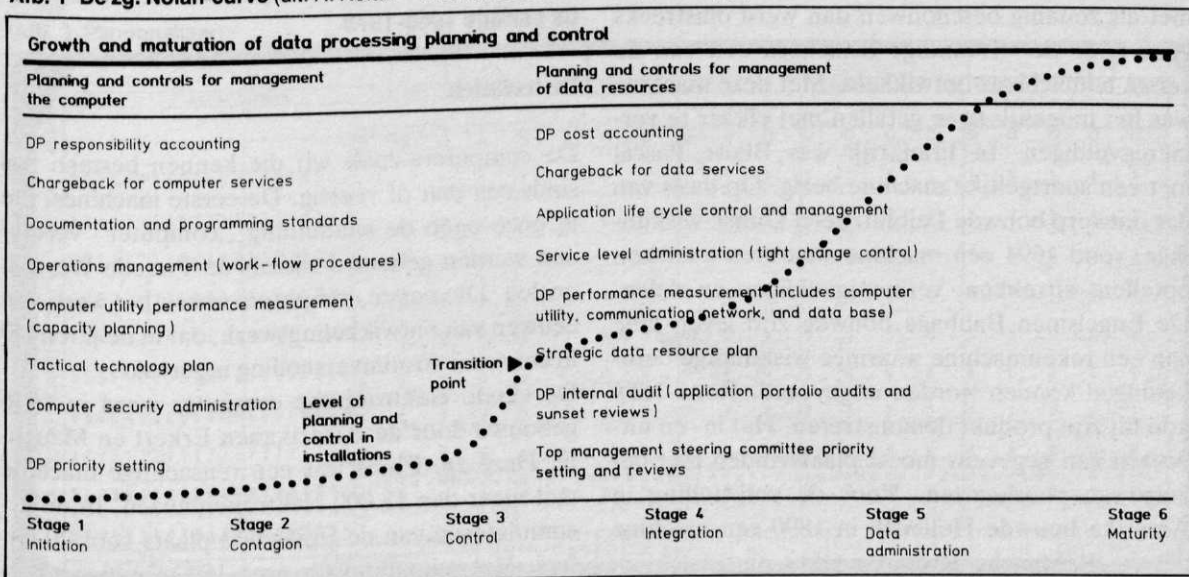 Growth and maturation of data processing planning and control
Planning and controls for management
the computer
DP responsibility accounting
Chargeback for computer services
Documentation and programming standards
Operations management (work-flow procedures)
Computer utility performance measurement
(capacity planning)
Tactical technology plan
Computer security administration
DP priority setting
Level of
planning and
control in
installations
Transition
point
Planning and controls for management
of data resources
DP cost accounting
Chargeback for data services
Application life cycle control and management
Service level administration (tight change control)
DP performance measurement (includes computer
utility, communication network, and data base)
Strategic data resource plan
DP internal audit (application portfolio audits and
sunset reviews)
Top management steering committee priority
setting and reviews
Stage 1
Initiation
Stage 2
Contagion
Stage 3
Control
Stage 4
Integration
Stage 5
Data
administration
Stage 6
Maturity